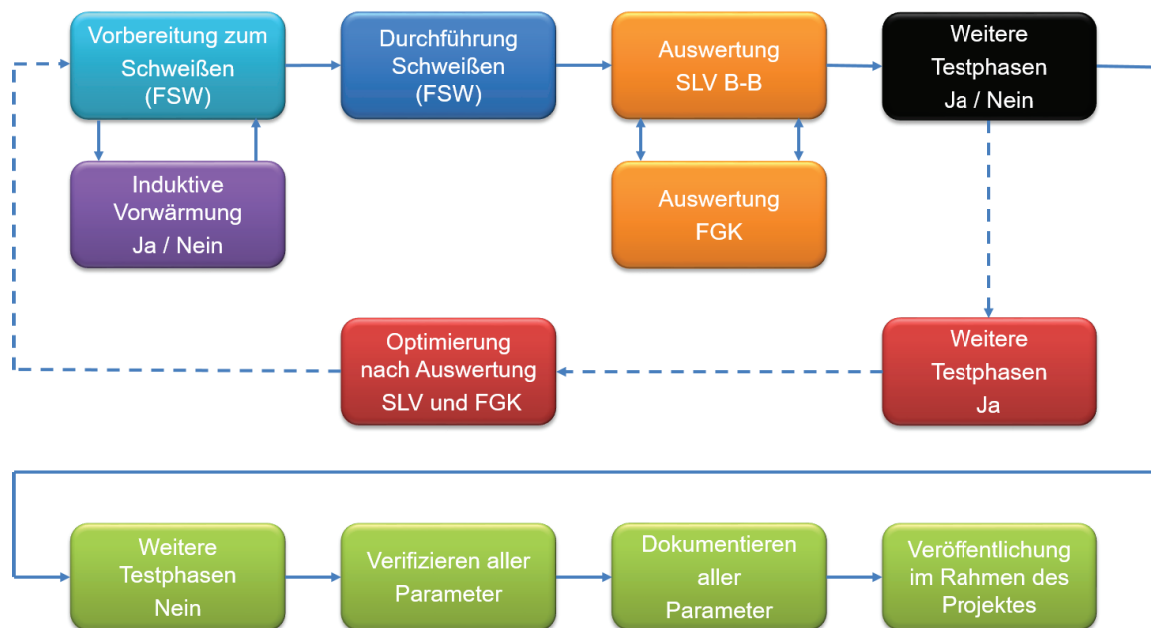 Vorbereitung zum
Schweißen
(FSW)
Durchführung
Schweißen
(FSW)
Auswertung
SLV B-B
Weitere
Testphasen
Ja / Nein
Induktive
Vorwärmung
Ja / Nein
Auswertung
FGK
Optimierung
nach Auswertung
SLV und FGK
Weitere
Testphasen
Ja
Weitere
Testphasen
Nein
Verifizieren aller
Parameter
Dokumentieren
aller
Parameter
Veröffentlichung
im Rahmen des
Projektes